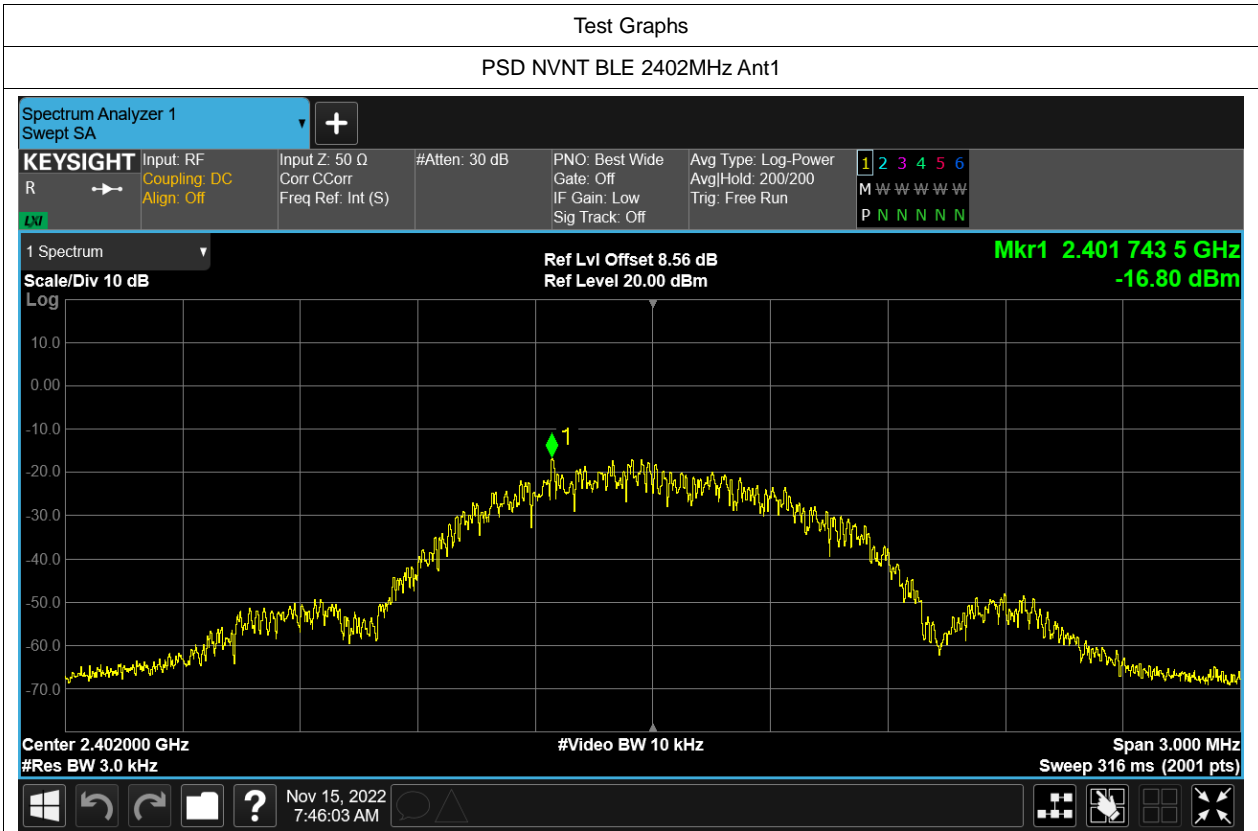 Test Graphs
PSD NVNT BLE 2402MHz Ant1
Spectrum Analyzer 1
Swept SA
KEYSIGHT
R
LXI
Input: RF
Coupling: DC
Align: Off
Input Z: 50 Ω
Corr CCorr
Freq Ref: Int (S)
#Atten: 30 dB
PNO: Best Wide
Gate: Off
IF Gain: Low
Sig Track: Off
Avg Type: Log-Power
Avg|Hold: 200/200
Trig: Free Run
1 2 3 4 5 6
M W W W W W
P N N N N N
1 Spectrum
Scale/Div 10 dB
Ref Lvl Offset 8.56 dB
Ref Level 20.00 dBm
Mkr1 2.401 743 5 GHz
-16.80 dBm
Log
10.0
0.00
-10.0
-20.0
-30.0
-40.0
-50.0
-60.0
-70.0
1
Center 2.402000 GHz
#Res BW 3.0 kHz
#Video BW 10 kHz
Span 3.000 MHz
Sweep 316 ms (2001 pts)
?
Nov 15, 2022
7:46:03 AM